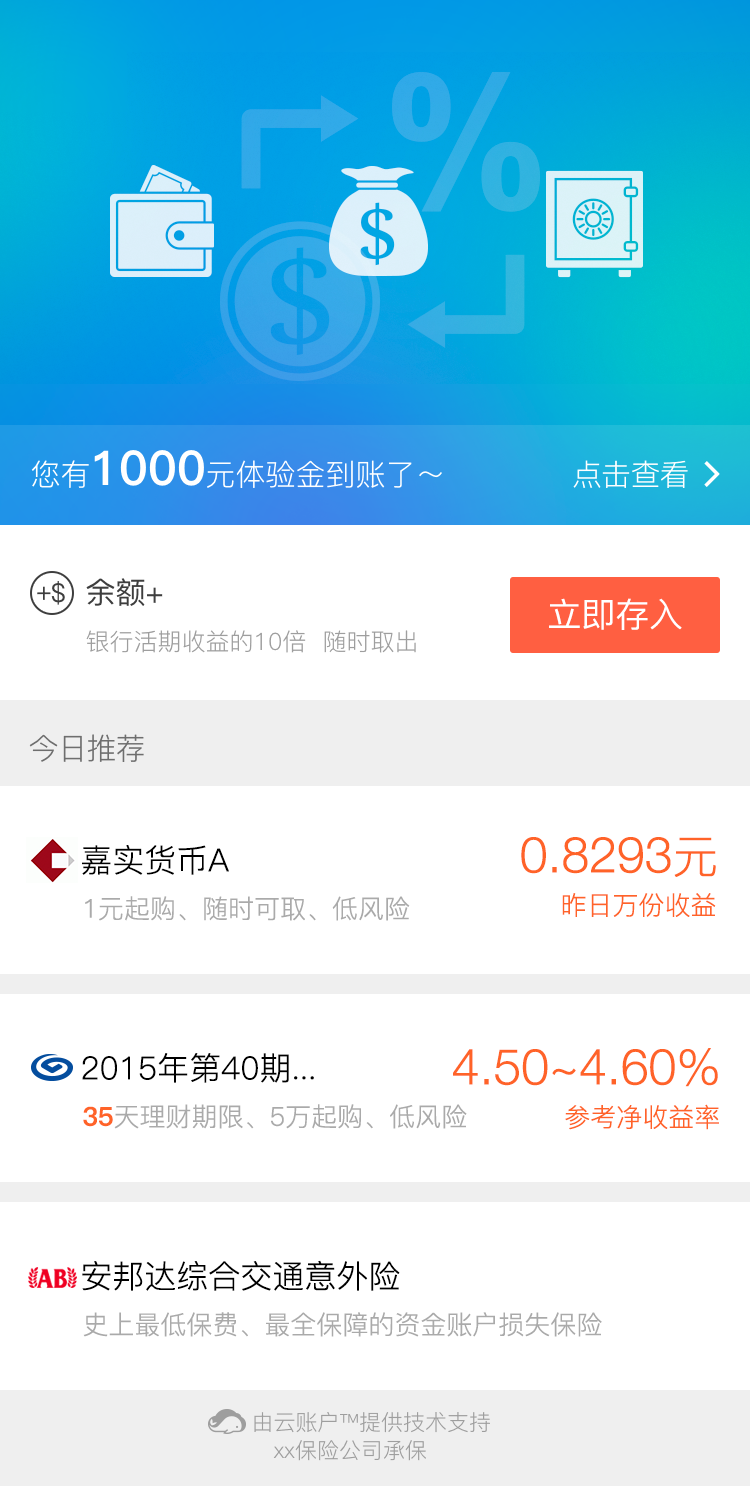 %
$
$
您有1000元体验金到账了～ 点击查看
+$ 余额+
立即存入
银行活期收益的10倍 随时取出
今日推荐
嘉实货币A 0.8293元
1元起购、随时可取、低风险 昨日万份收益
2015年第40期... 4.50~4.60%
35天理财期限、5万起购、低风险 参考净收益率
AB 安邦达综合交通意外险
史上最低保费、最全保障的资金账户损失保险
由云账户™提供技术支持
xx保险公司承保